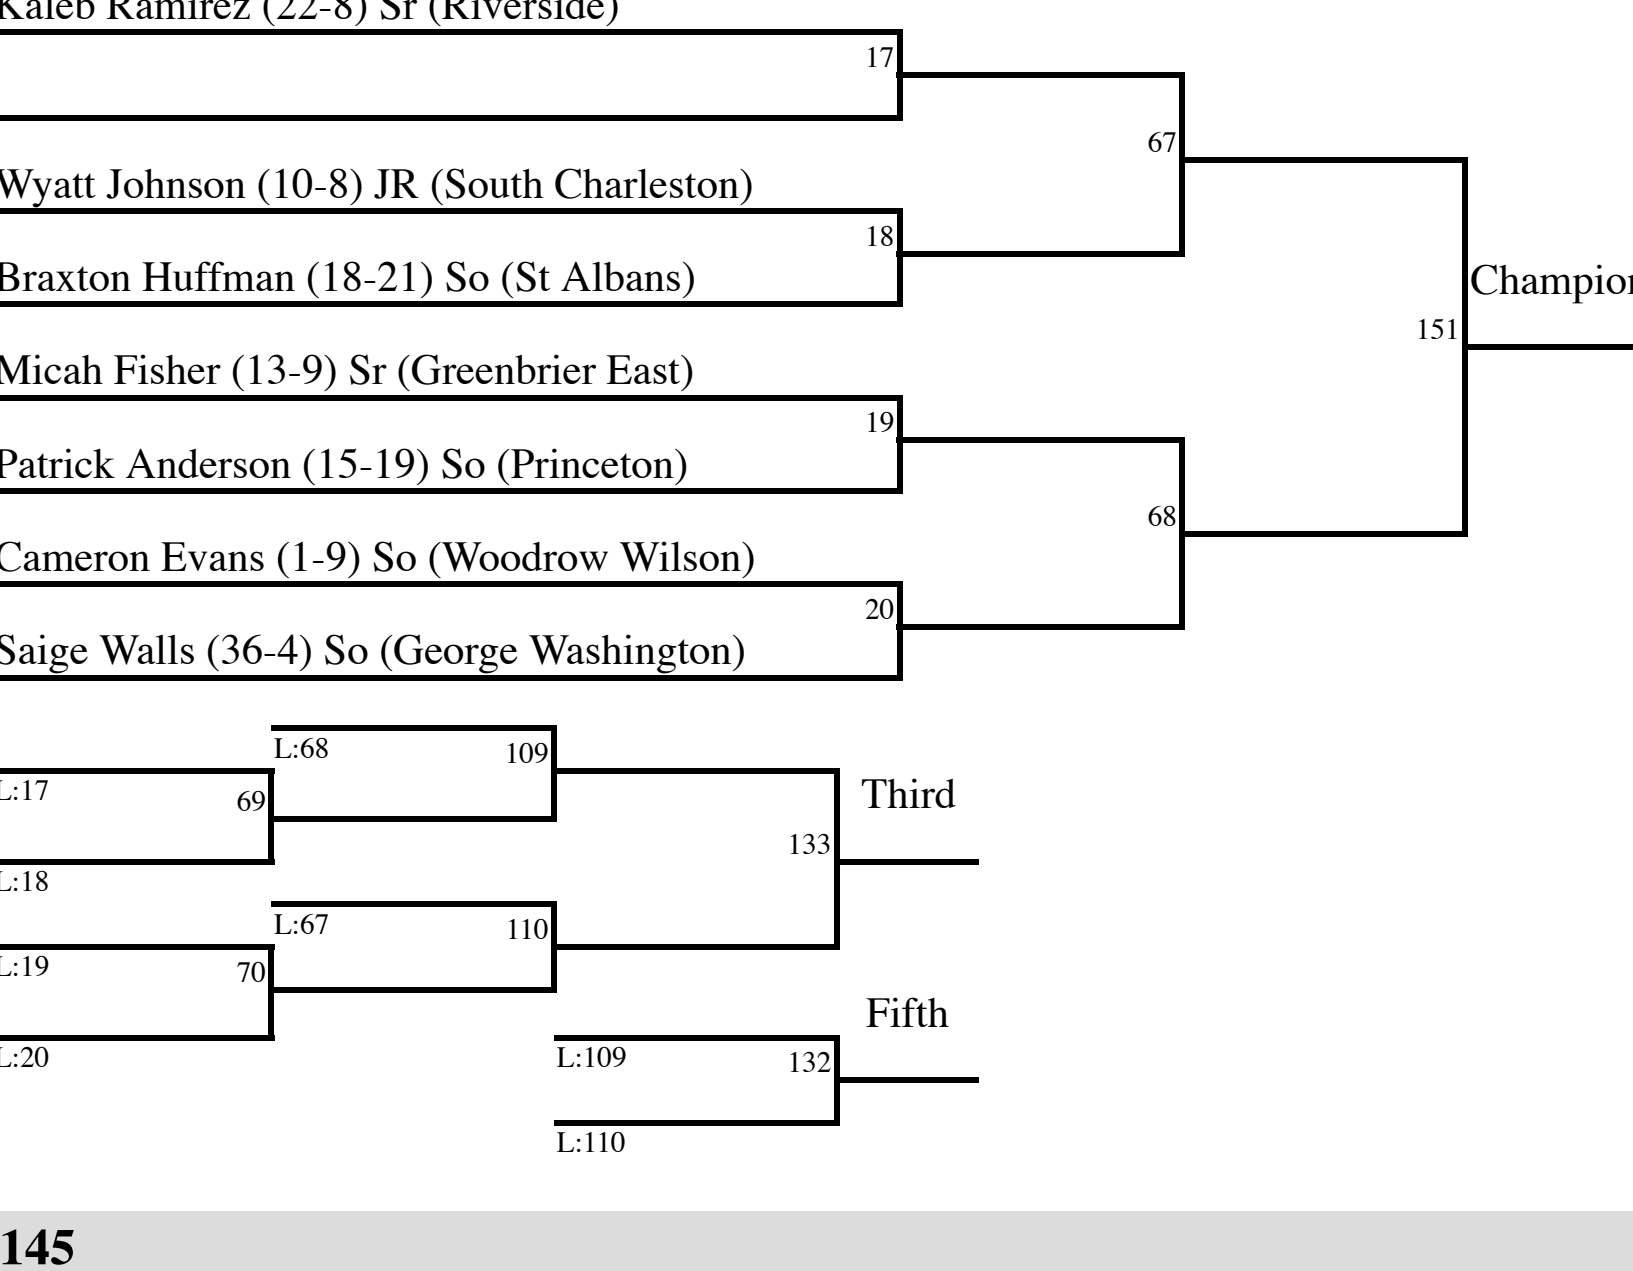 Kaleb Ramirez (22-8) Sr (Riverside)
17
67
Wyatt Johnson (10-8) JR (South Charleston)
18
Braxton Huffman (18-21) So (St Albans)
Champion
151
Micah Fisher (13-9) Sr (Greenbrier East)
19
Patrick Anderson (15-19) So (Princeton)
68
Cameron Evans (1-9) So (Woodrow Wilson)
20
Saige Walls (36-4) So (George Washington)
L:68
109
L:17
69
Third
133
L:18
L:67
110
L:19
70
Fifth
L:20
L:109
132
L:110
145